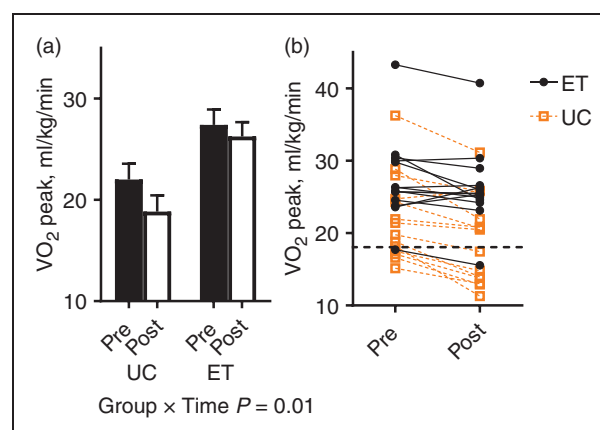 (a)
VO2 peak, ml/kg/min
30
20
10
Pre Post Pre Post
UC ET
Group × Time P = 0.01
(b)
VO2 peak, ml/kg/min
40
30
20
10
Pre Post
ET
UC